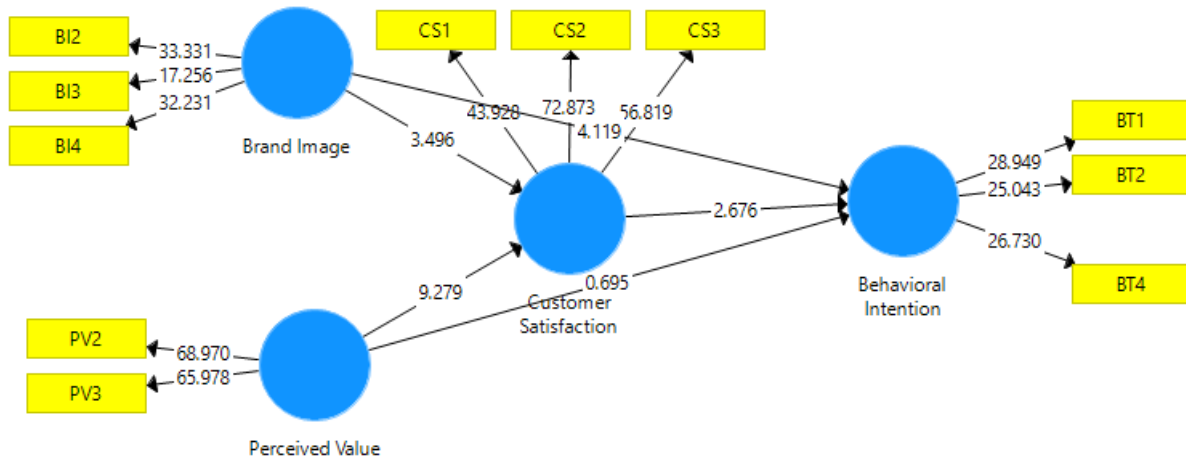 BI2
33.331
BI3
17.256
BI4
32.231
Brand Image
CS1
CS2
CS3
43.928
72.873
56.819
3.496
4.119
BT1
28.949
BT2
25.043
26.730
BT4
2.676
Behavioral
Intention
9.279
0.695
Customer
Satisfaction
PV2
68.970
PV3
65.978
Perceived Value